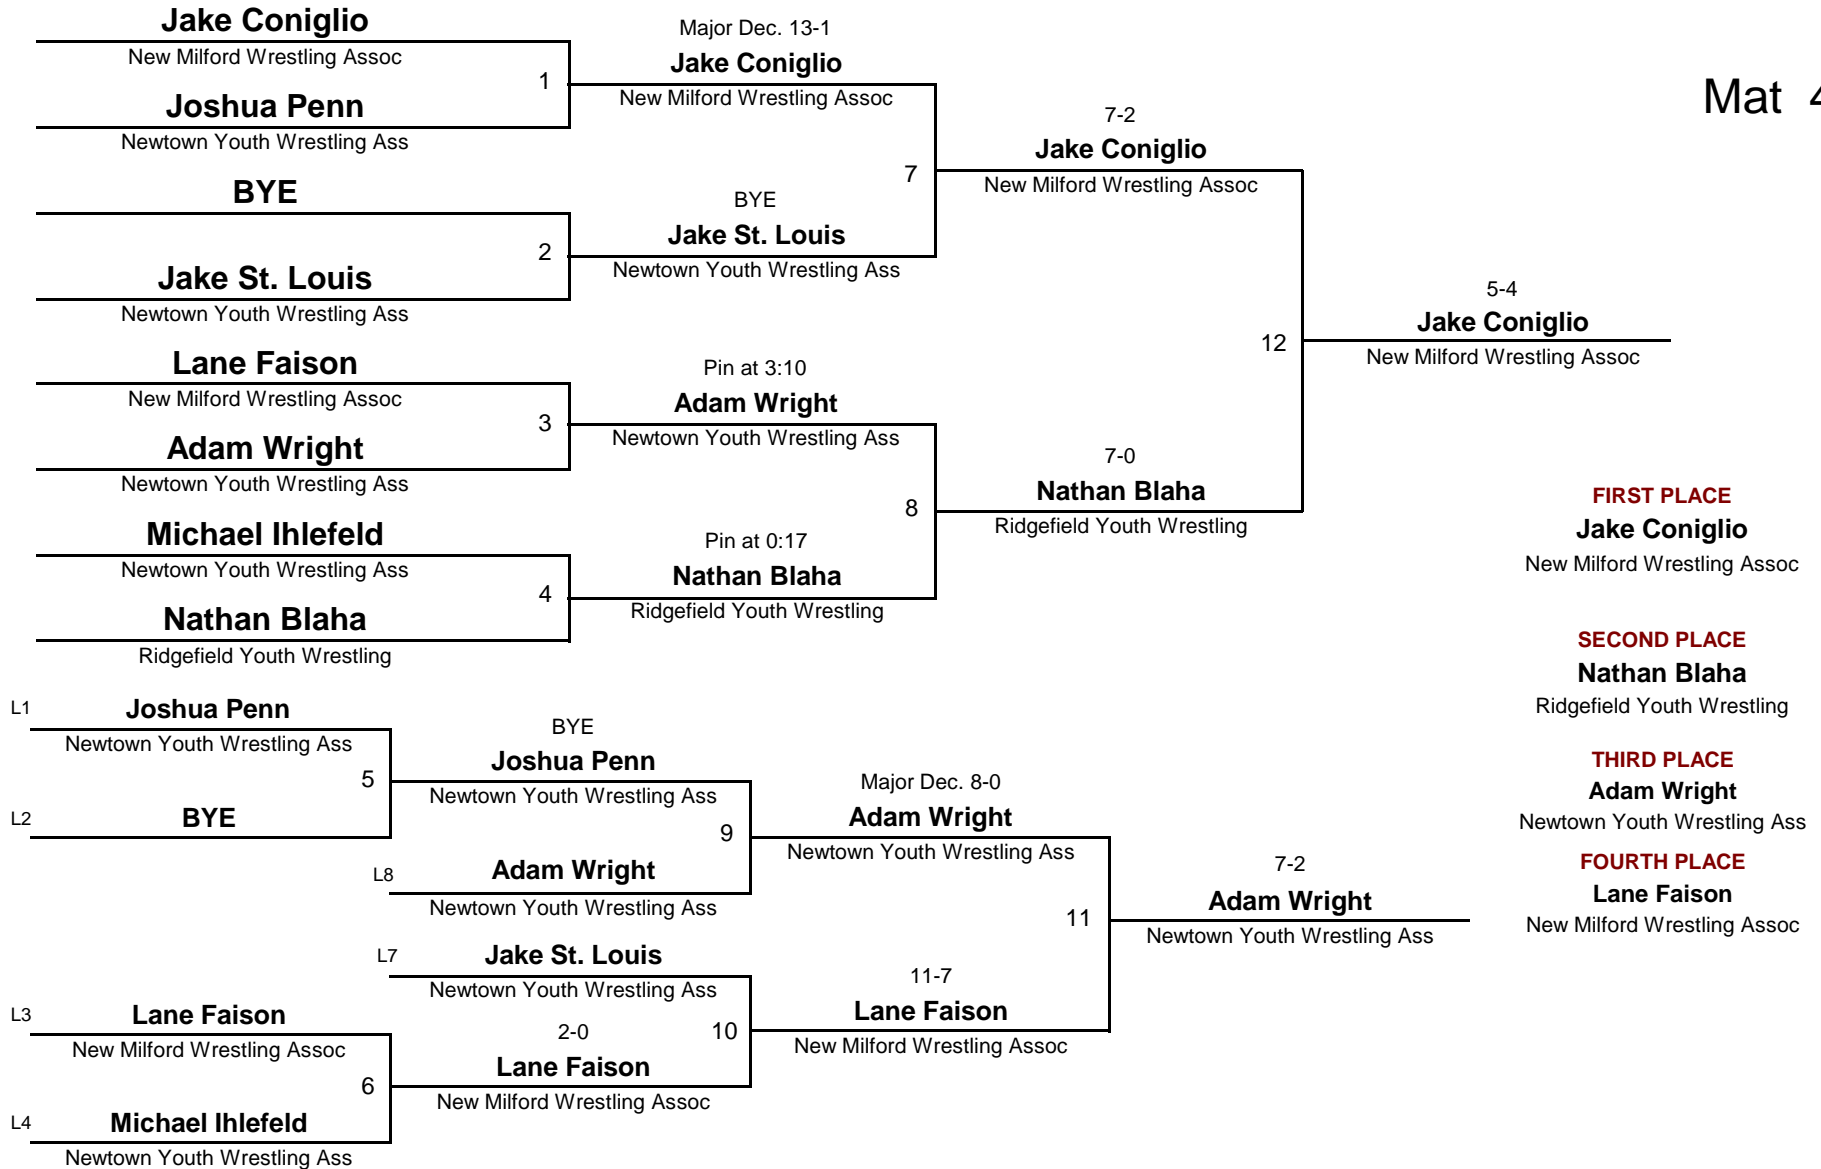 Jake Coniglio
New Milford Wrestling Assoc
1
Joshua Penn
Newtown Youth Wrestling Ass
BYE
2
Jake St. Louis
Newtown Youth Wrestling Ass
Lane Faison
New Milford Wrestling Assoc
3
Adam Wright
Newtown Youth Wrestling Ass
Michael Ihlefeld
Newtown Youth Wrestling Ass
4
Nathan Blaha
Ridgefield Youth Wrestling
Major Dec. 13-1
Jake Coniglio
New Milford Wrestling Assoc
7
BYE
Jake St. Louis
Newtown Youth Wrestling Ass
Pin at 3:10
Adam Wright
Newtown Youth Wrestling Ass
8
Pin at 0:17
Nathan Blaha
Ridgefield Youth Wrestling
7-2
Jake Coniglio
New Milford Wrestling Assoc
12
7-0
Nathan Blaha
Ridgefield Youth Wrestling
5-4
Jake Coniglio
New Milford Wrestling Assoc
Mat 4
FIRST PLACE
Jake Coniglio
New Milford Wrestling Assoc
SECOND PLACE
Nathan Blaha
Ridgefield Youth Wrestling
THIRD PLACE
Adam Wright
Newtown Youth Wrestling Ass
FOURTH PLACE
Lane Faison
New Milford Wrestling Assoc
L1
Joshua Penn
Newtown Youth Wrestling Ass
5
L2
BYE
BYE
Joshua Penn
Newtown Youth Wrestling Ass
9
L8
Adam Wright
Newtown Youth Wrestling Ass
L7
Jake St. Louis
Newtown Youth Wrestling Ass
10
L3
Lane Faison
New Milford Wrestling Assoc
6
L4
Michael Ihlefeld
Newtown Youth Wrestling Ass
2-0
Lane Faison
New Milford Wrestling Assoc
Major Dec. 8-0
Adam Wright
Newtown Youth Wrestling Ass
11
11-7
Lane Faison
New Milford Wrestling Assoc
7-2
Adam Wright
Newtown Youth Wrestling Ass